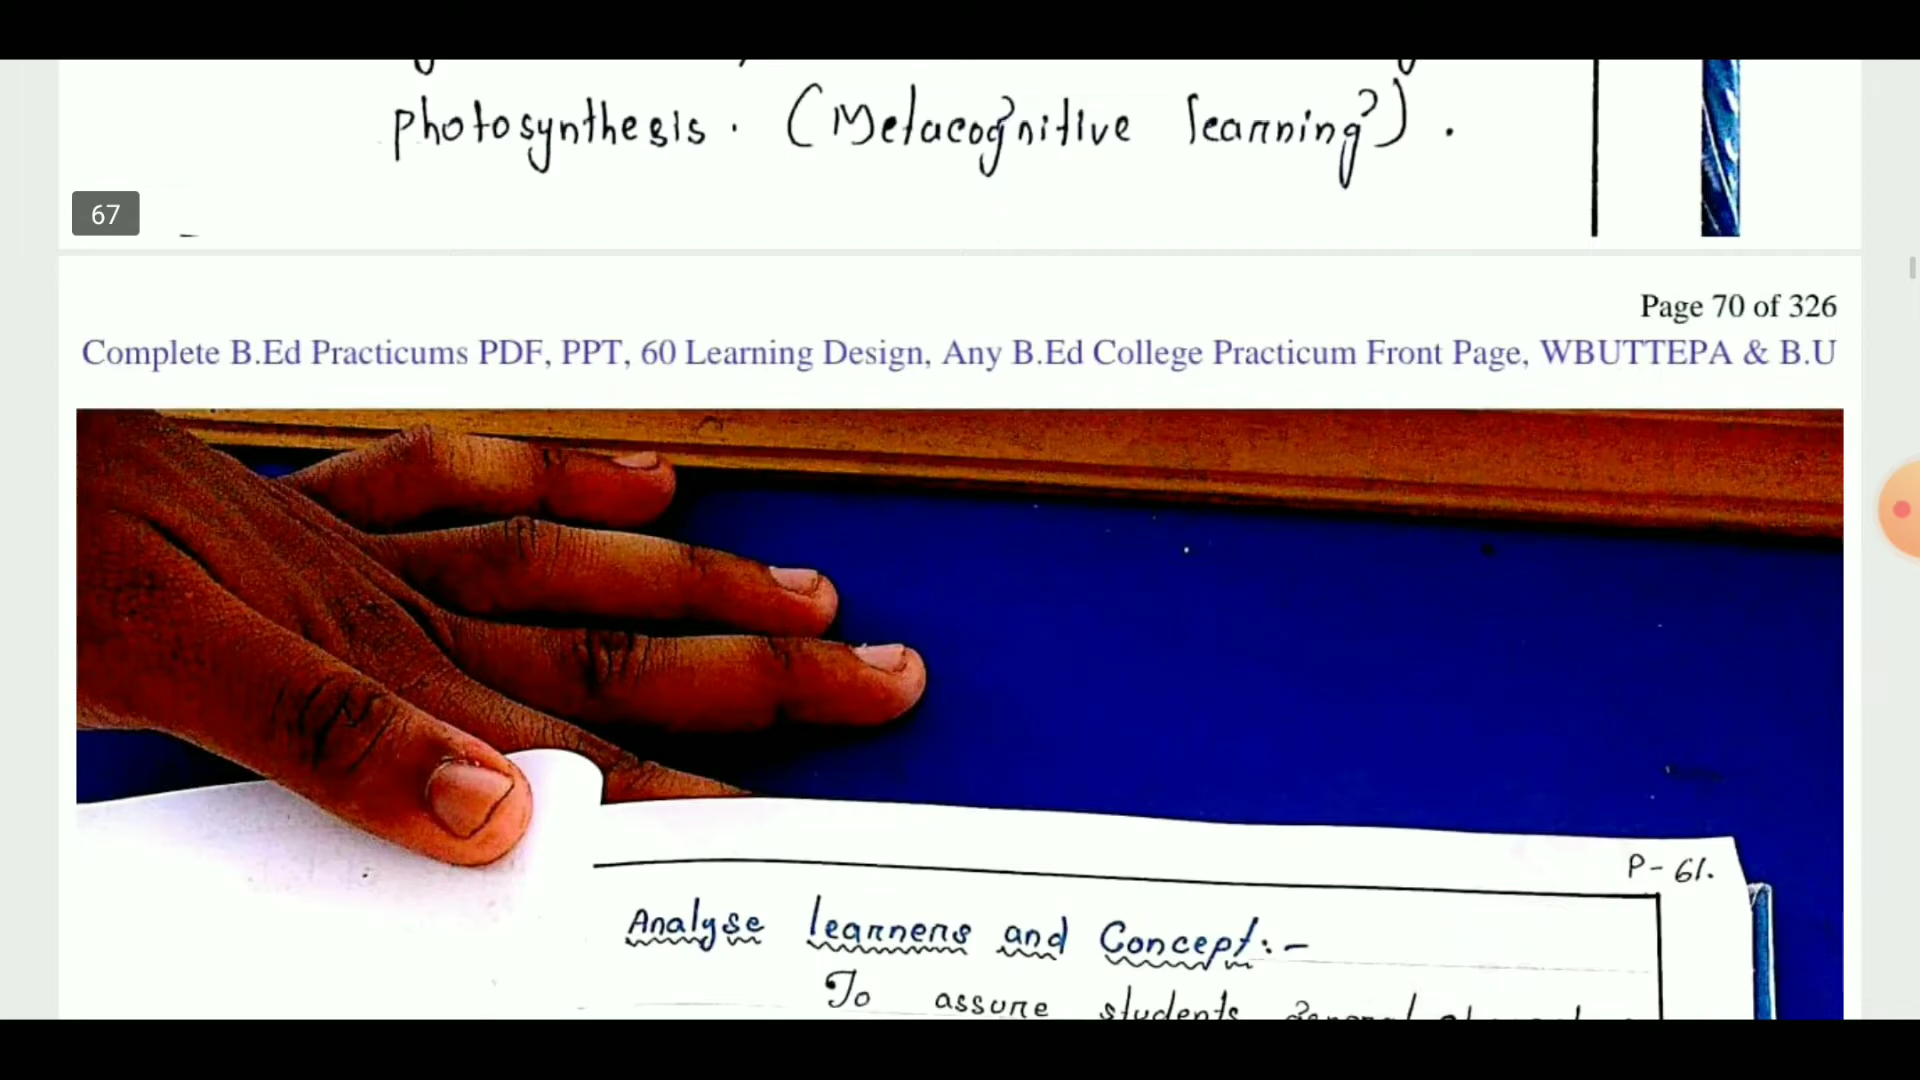 photosynthesis. (Metacognitive learning?).
67
Page 70 of 326
Complete B.Ed Practicums PDF, PPT, 60 Learning Design, Any B.Ed College Practicum Front Page, WBUTTEPA & B.U
P- 61.
Analyse learners and Concept:-
To assure students general